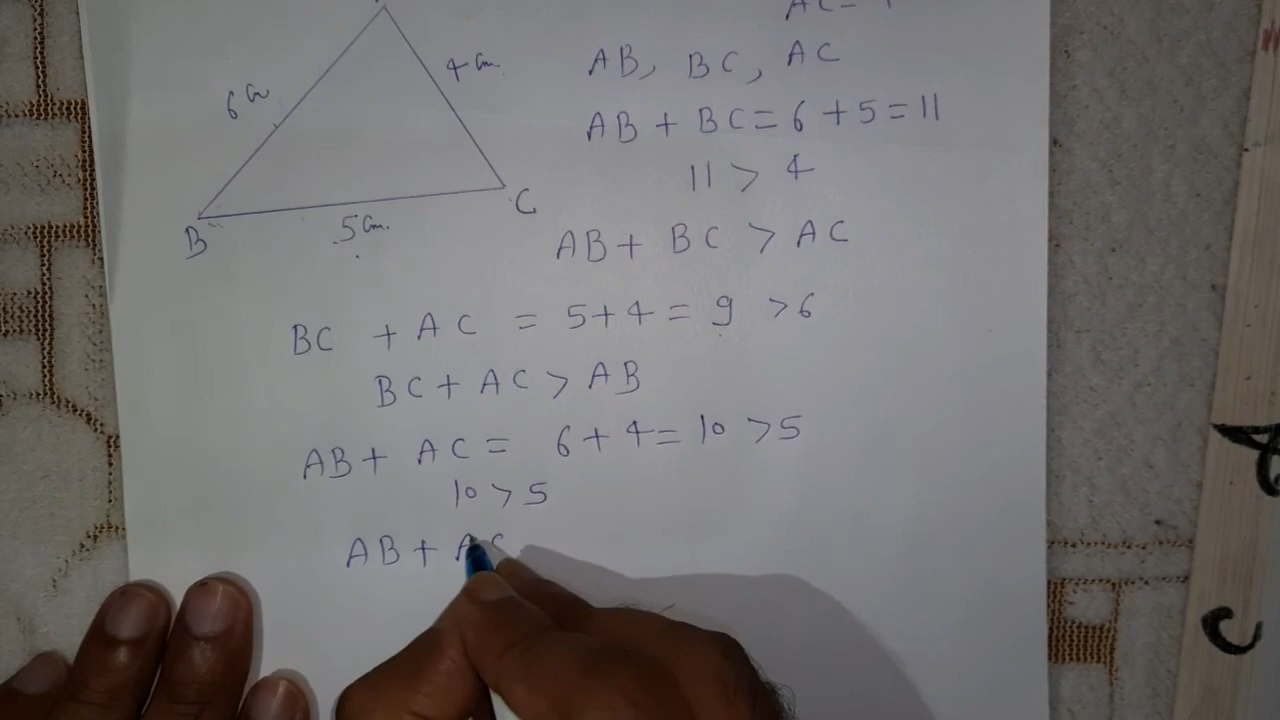 6 cm
4 cm.
B
5 cm.
C
AB, BC, AC
AB + BC = 6 + 5 = 11
11 > 4
AB + BC > AC
BC + AC = 5+4 = 9 > 6
BC + AC > AB
AB + AC = 6 + 4 = 10 > 5
10 > 5
AB + AC